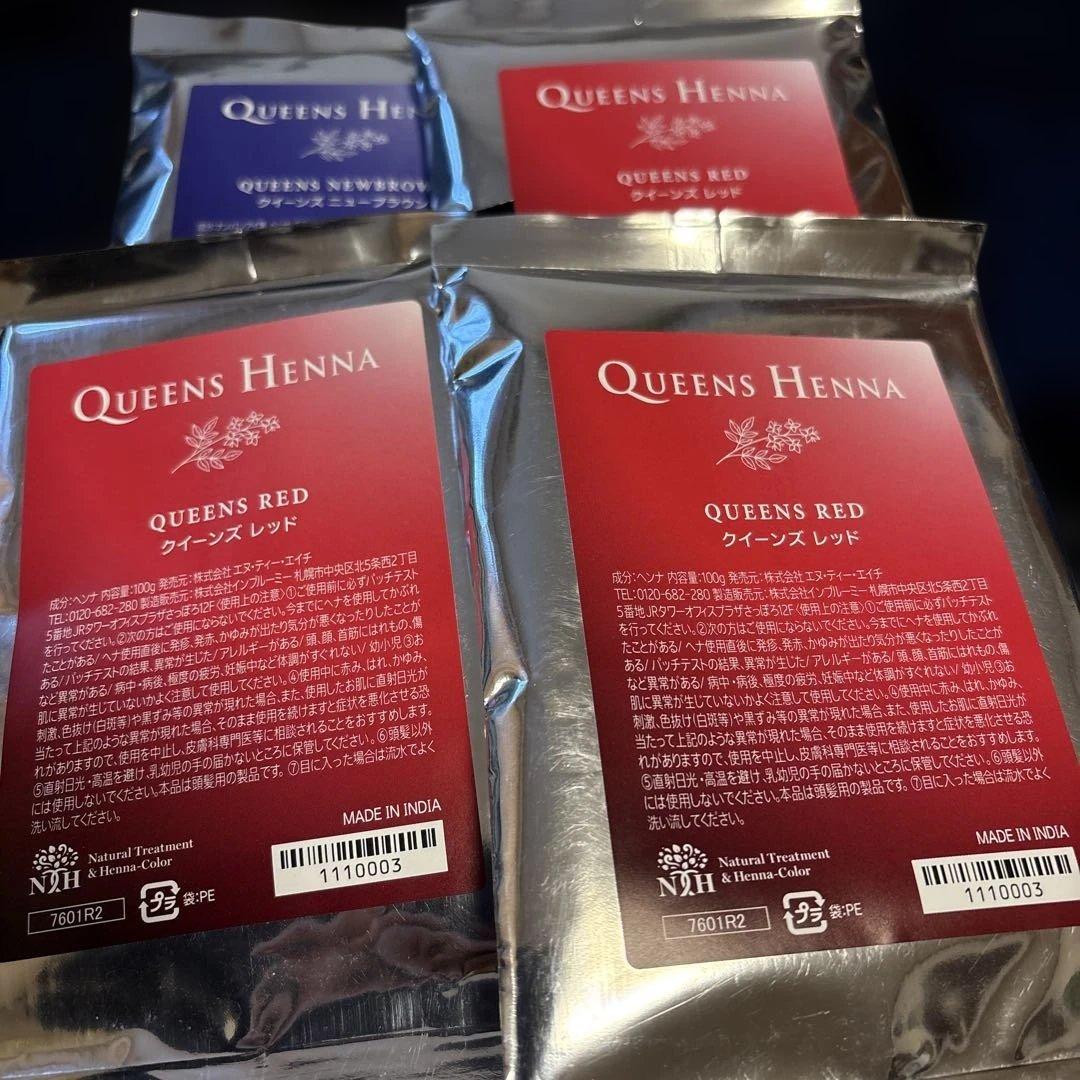 QUEENS HEN
QUEENS NEWBROW
クイーンズ ニューブラウン
QUEENS HENNA
QUEENS RED
クイーンズ レッド
QUEENS HENNA
QUEENS RED
クイーンズ レッド
成分:ヘンナ 内容量:100g 発売元:株式会社 エヌ・ティー・エイチ
TEL:0120-682-280 製造販売元:株式会社インブルーミー 札幌市中央区北5条西2丁目
5番地 JRタワーオフィスプラザさっぽろ12F 〈使用上の注意〉①ご使用前に必ずパッチテスト
を行ってください。②次の方はご使用にならないでください。今までにヘナを使用してかぶれ
たことがある/ ヘナ使用直後に発疹、発赤、かゆみが出たり気分が悪くなったりしたことが
ある/ パッチテストの結果、異常が生じた/ アレルギーがある/ 頭、顔、首筋にはれもの、傷
など異常がある/ 病中・病後、極度の疲労、妊娠中など体調がすぐれない/ 幼小児 ③お
肌に異常が生じていないかよく注意して使用してください。④使用中に赤み、はれ、かゆみ、
刺激、色抜け(白斑等)や黒ずみ等の異常が現れた場合、また、使用したお肌に直射日光が
当たって上記のような異常が現れた場合、そのまま使用を続けますと症状を悪化させる恐
れがありますので、使用を中止し、皮膚科専門医等に相談されることをおすすめします。
⑤直射日光・高温を避け、乳幼児の手の届かないところに保管してください。⑥頭髪以外
には使用しないでください。本品は頭髪用の製品です。⑦目に入った場合は流水でよく
洗い流してください。
MADE IN INDIA
NTH Natural Treatment
& Henna-Color
1110003
7601R2
プラ 袋:PE
QUEENS HENNA
QUEENS RED
クイーンズ レッド
成分:ヘンナ 内容量:100g 発売元:株式会社 エヌ・ティー・エイチ
TEL:0120-682-280 製造販売元:株式会社インブルーミー 札幌市中央区北5条西2丁目
5番地 JRタワーオフィスプラザさっぽろ12F 〈使用上の注意〉①ご使用前に必ずパッチテスト
を行ってください。②次の方はご使用にならないでください。今までにヘナを使用してかぶれ
たことがある/ ヘナ使用直後に発疹、発赤、かゆみが出たり気分が悪くなったりしたことが
ある/ パッチテストの結果、異常が生じた/ アレルギーがある/ 頭、顔、首筋にはれもの、傷
など異常がある/ 病中・病後、極度の疲労、妊娠中など体調がすぐれない/ 幼小児 ③お
肌に異常が生じていないかよく注意して使用してください。④使用中に赤み、はれ、かゆみ、
刺激、色抜け(白斑等)や黒ずみ等の異常が現れた場合、また、使用したお肌に直射日光が
当たって上記のような異常が現れた場合、そのまま使用を続けますと症状を悪化させる恐
れがありますので、使用を中止し、皮膚科専門医等に相談されることをおすすめします。
⑤直射日光・高温を避け、乳幼児の手の届かないところに保管してください。⑥頭髪以外
には使用しないでください。本品は頭髪用の製品です。⑦目に入った場合は流水でよく
洗い流してください。
MADE IN INDIA
NTH Natural Treatment
& Henna-Color
1110003
7601R2
プラ 袋:PE